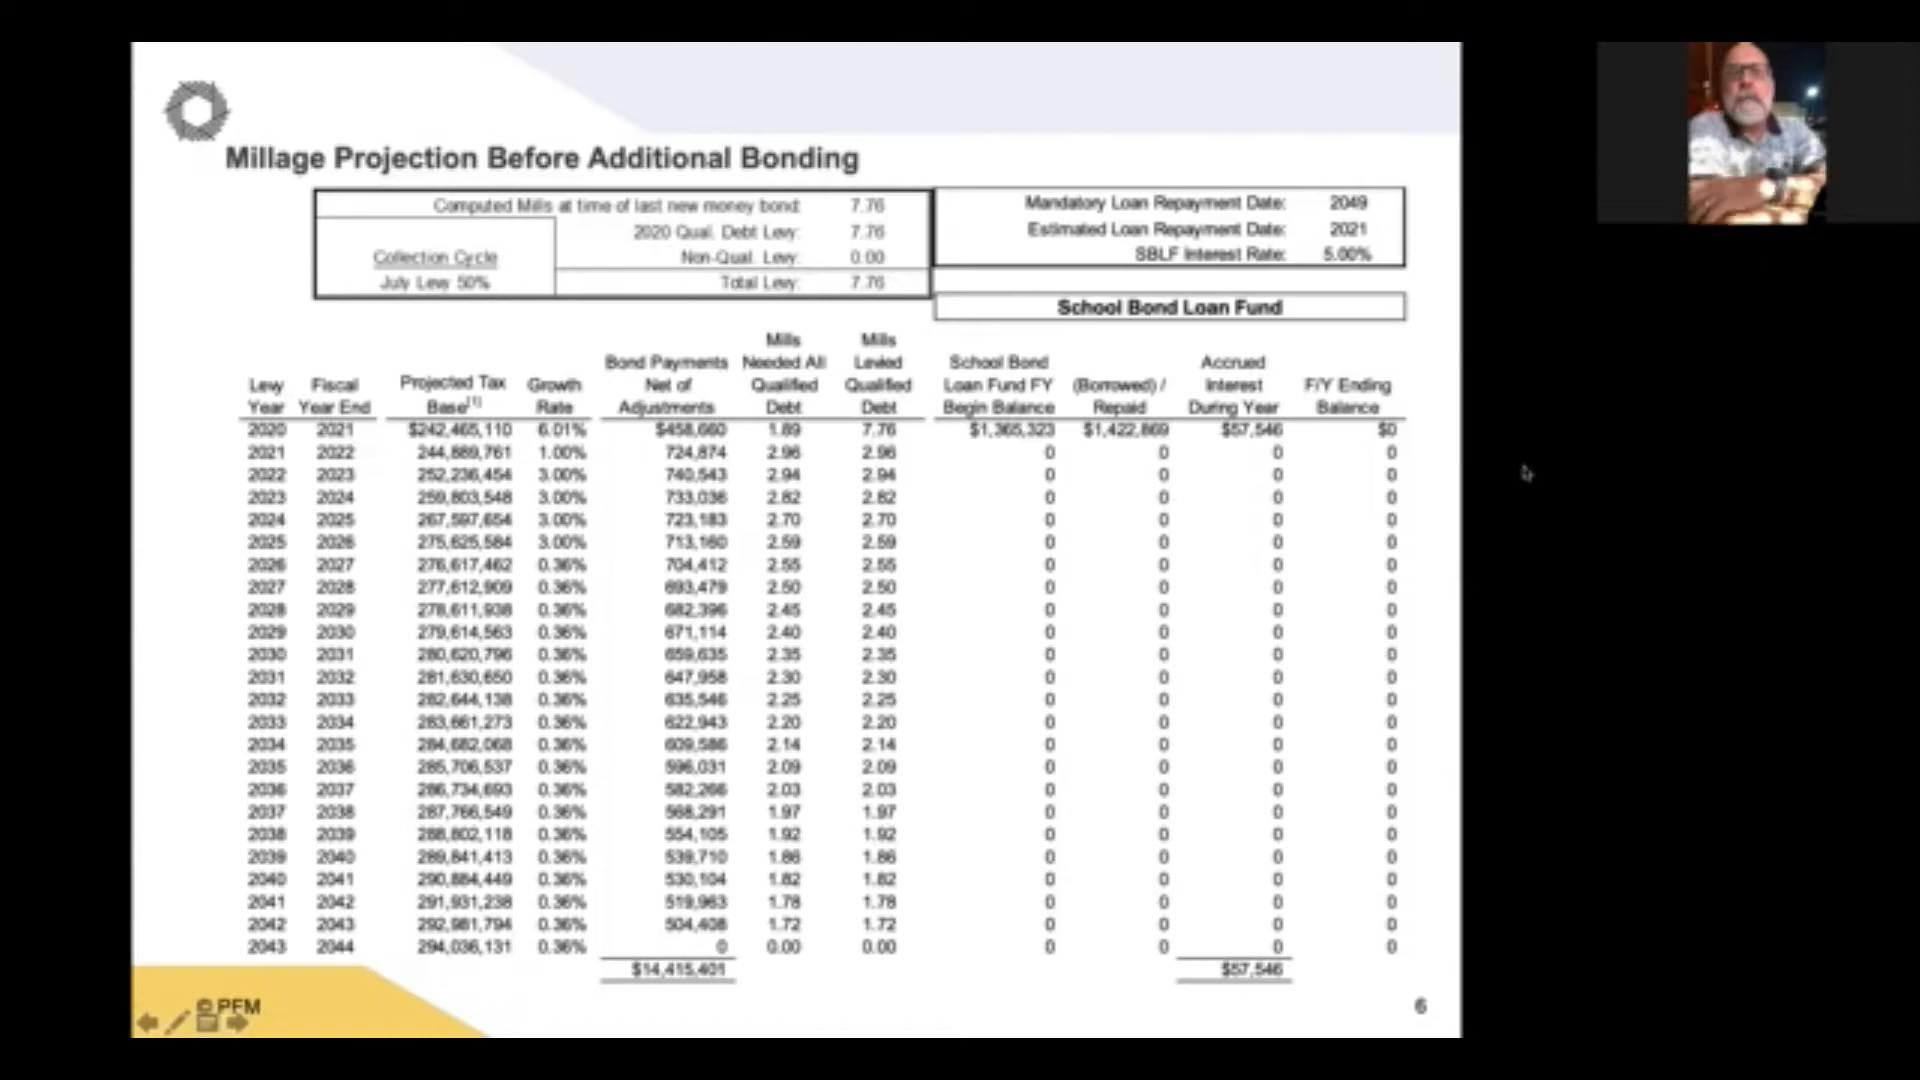 Millage Projection Before Additional Bonding
Computed Mills at time of last new money bond: 7.76
2020 Qual. Debt Levy: 7.76
Collection Cycle Non-Qual. Levy: 0.00
July Levy 50% Total Levy: 7.76
Mandatory Loan Repayment Date: 2049
Estimated Loan Repayment Date: 2021
SBLF Interest Rate: 5.00%
School Bond Loan Fund
Mills Mills
Bond Payments Needed All Levied School Bond Accrued
Levy Fiscal Projected Tax Growth Net of Qualified Qualified Loan Fund FY (Borrowed) / Interest F/Y Ending
Year Year End Base[1] Rate Adjustments Debt Debt Begin Balance Repaid During Year Balance
2020 2021 $242,465,110 6.01% $458,660 1.89 7.76 $1,365,323 $1,422,869 $57,546 $0
2021 2022 244,889,761 1.00% 724,874 2.96 2.96 0 0 0 0
2022 2023 252,236,454 3.00% 740,543 2.94 2.94 0 0 0 0
2023 2024 259,803,548 3.00% 733,036 2.82 2.82 0 0 0 0
2024 2025 267,597,654 3.00% 723,183 2.70 2.70 0 0 0 0
2025 2026 275,625,584 3.00% 713,160 2.59 2.59 0 0 0 0
2026 2027 276,617,462 0.36% 704,412 2.55 2.55 0 0 0 0
2027 2028 277,612,909 0.36% 693,479 2.50 2.50 0 0 0 0
2028 2029 278,611,938 0.36% 682,396 2.45 2.45 0 0 0 0
2029 2030 279,614,563 0.36% 671,114 2.40 2.40 0 0 0 0
2030 2031 280,620,796 0.36% 659,635 2.35 2.35 0 0 0 0
2031 2032 281,630,650 0.36% 647,958 2.30 2.30 0 0 0 0
2032 2033 282,644,138 0.36% 635,546 2.25 2.25 0 0 0 0
2033 2034 283,661,273 0.36% 622,943 2.20 2.20 0 0 0 0
2034 2035 284,682,068 0.36% 609,586 2.14 2.14 0 0 0 0
2035 2036 285,706,537 0.36% 596,031 2.09 2.09 0 0 0 0
2036 2037 286,734,693 0.36% 582,266 2.03 2.03 0 0 0 0
2037 2038 287,766,549 0.36% 568,291 1.97 1.97 0 0 0 0
2038 2039 288,802,118 0.36% 554,105 1.92 1.92 0 0 0 0
2039 2040 289,841,413 0.36% 539,710 1.86 1.86 0 0 0 0
2040 2041 290,884,449 0.36% 530,104 1.82 1.82 0 0 0 0
2041 2042 291,931,238 0.36% 519,963 1.78 1.78 0 0 0 0
2042 2043 292,981,794 0.36% 504,408 1.72 1.72 0 0 0 0
2043 2044 294,036,131 0.36% 0 0.00 0.00 0 0 0 0
$14,415,401 $57,546
© PFM
6